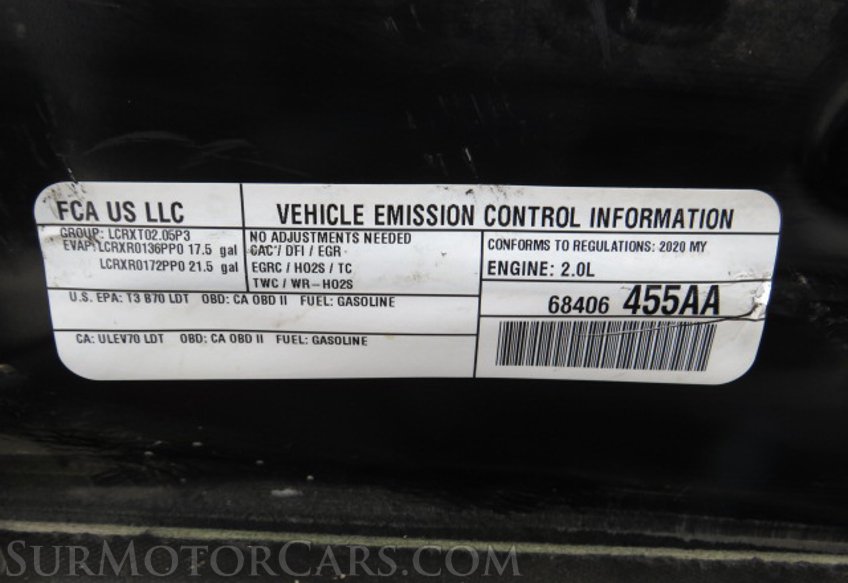 FCA US LLC
VEHICLE EMISSION CONTROL INFORMATION
GROUP: LCRXT02.05P3
EVAP: LCRXR0136PP0 17.5 gal
LCRXR0172PP0 21.5 gal
NO ADJUSTMENTS NEEDED
CAC / DFI / EGR
EGRC / HO2S / TC
TWC / WR-HO2S
CONFORMS TO REGULATIONS: 2020 MY
ENGINE: 2.0L
U.S. EPA: T3 B70 LDT OBD: CA OBD II FUEL: GASOLINE
68406 455AA
CA: ULEV70 LDT OBD: CA OBD II FUEL: GASOLINE
SurMotorCars.com